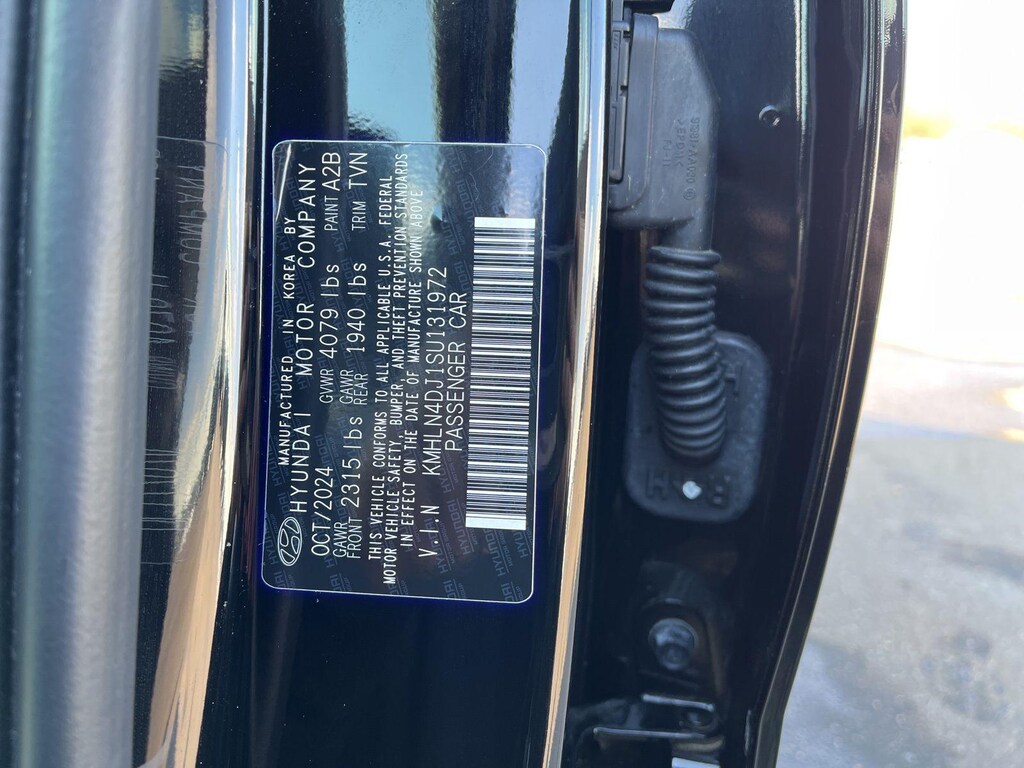 MANUFACTURED IN KOREA BY
HYUNDAI MOTOR COMPANY
OCT/2024 GVWR 4079 lbs PAINT A2B
GAWR FRONT 2315 lbs GAWR REAR 1940 lbs TRIM TVN
THIS VEHICLE CONFORMS TO ALL APPLICABLE U.S.A. FEDERAL
MOTOR VEHICLE SAFETY, BUMPER, AND THEFT PREVENTION STANDARDS
IN EFFECT ON THE DATE OF MANUFACTURE SHOWN ABOVE
V.I.N KMHLN4DJ1SU131972
PASSENGER CAR